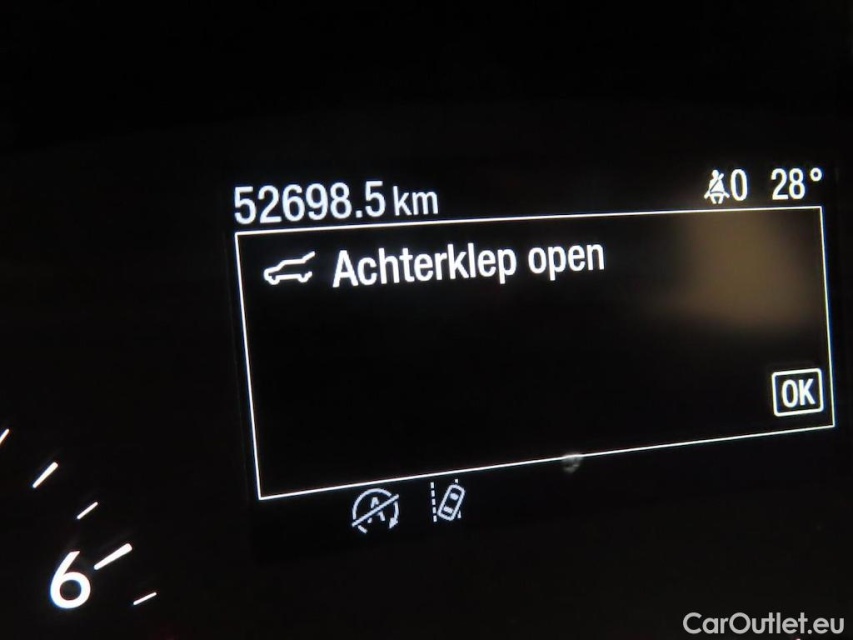 52698.5 km
0 28°
Achterklep open
OK
6
CarOutlet.eu